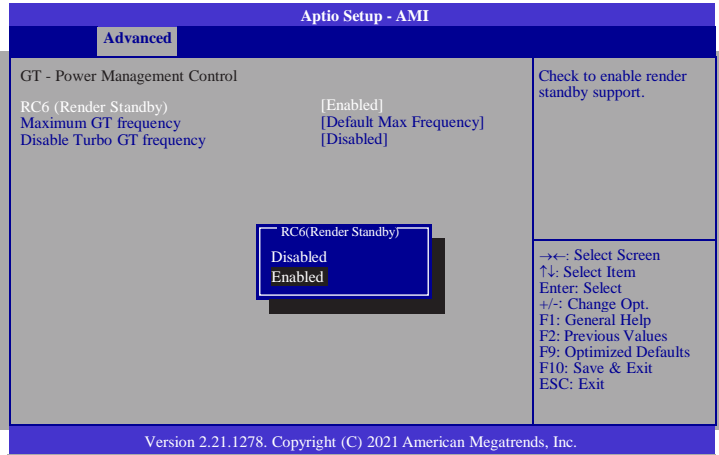 Aptio Setup - AMI
Advanced
GT - Power Management Control
RC6 (Render Standby) [Enabled]
Maximum GT frequency [Default Max Frequency]
Disable Turbo GT frequency [Disabled]
Check to enable render
standby support.
RC6(Render Standby)
Disabled
Enabled
→←: Select Screen
↑↓: Select Item
Enter: Select
+/-: Change Opt.
F1: General Help
F2: Previous Values
F9: Optimized Defaults
F10: Save & Exit
ESC: Exit
Version 2.21.1278. Copyright (C) 2021 American Megatrends, Inc.